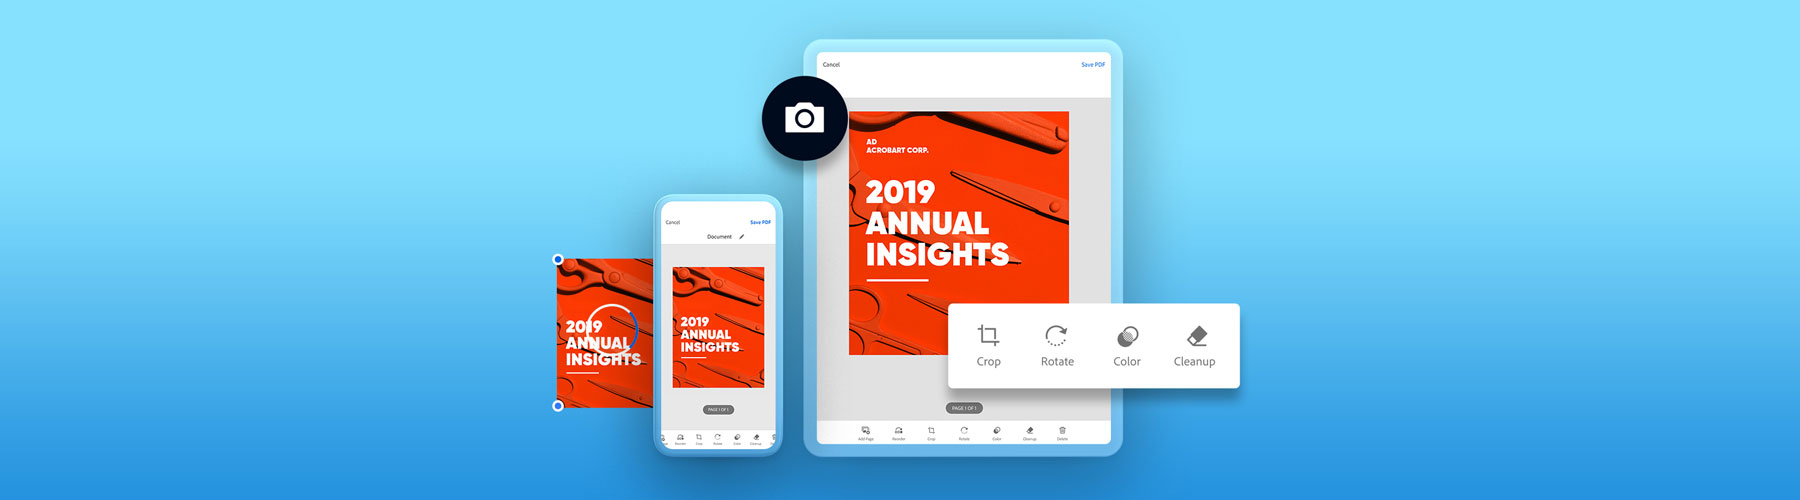 2019
ANNUAL
INSIGHTS
Cancel
Save PDF
Document
2019
ANNUAL
INSIGHTS
PAGE 1 OF 1
Reorder
Crop
Rotate
Color
Cleanup
Cancel
Save PDF
AD
ACROBART CORP.
2019
ANNUAL
INSIGHTS
Crop
Rotate
Color
Cleanup
PAGE 1 OF 1
Add Page
Reorder
Crop
Rotate
Color
Cleanup
Delete